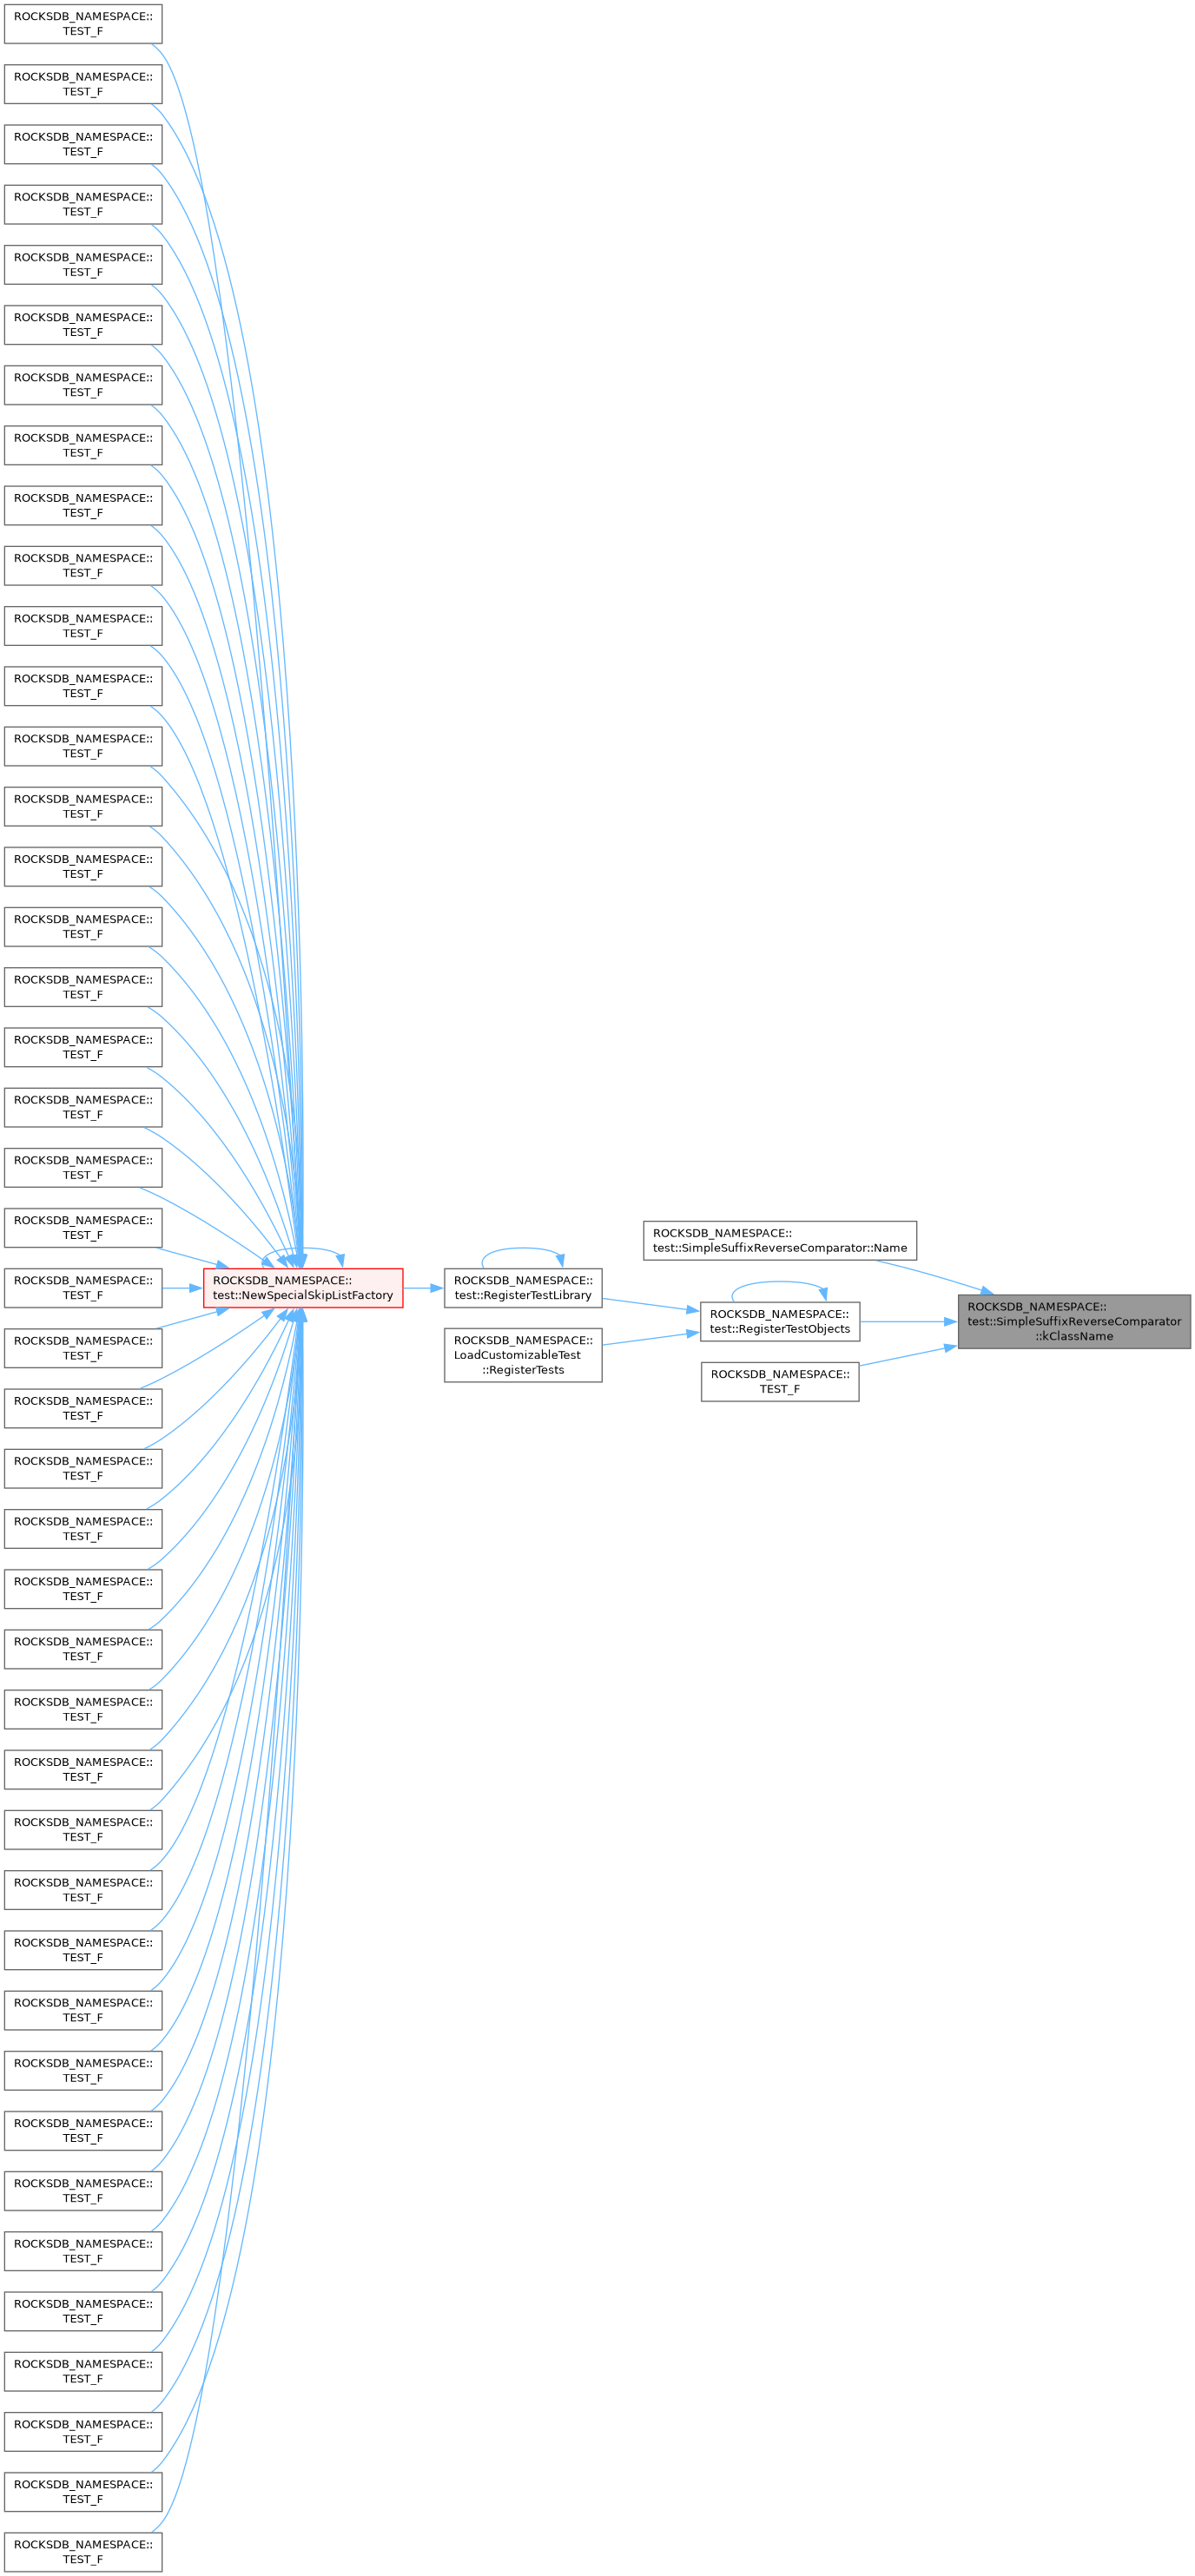 ROCKSDB_NAMESPACE::
TEST_F
ROCKSDB_NAMESPACE::
TEST_F
ROCKSDB_NAMESPACE::
TEST_F
ROCKSDB_NAMESPACE::
TEST_F
ROCKSDB_NAMESPACE::
TEST_F
ROCKSDB_NAMESPACE::
TEST_F
ROCKSDB_NAMESPACE::
TEST_F
ROCKSDB_NAMESPACE::
TEST_F
ROCKSDB_NAMESPACE::
TEST_F
ROCKSDB_NAMESPACE::
TEST_F
ROCKSDB_NAMESPACE::
TEST_F
ROCKSDB_NAMESPACE::
TEST_F
ROCKSDB_NAMESPACE::
TEST_F
ROCKSDB_NAMESPACE::
TEST_F
ROCKSDB_NAMESPACE::
TEST_F
ROCKSDB_NAMESPACE::
TEST_F
ROCKSDB_NAMESPACE::
TEST_F
ROCKSDB_NAMESPACE::
TEST_F
ROCKSDB_NAMESPACE::
TEST_F
ROCKSDB_NAMESPACE::
TEST_F
ROCKSDB_NAMESPACE::
TEST_F
ROCKSDB_NAMESPACE::
TEST_F
ROCKSDB_NAMESPACE::
TEST_F
ROCKSDB_NAMESPACE::
TEST_F
ROCKSDB_NAMESPACE::
TEST_F
ROCKSDB_NAMESPACE::
TEST_F
ROCKSDB_NAMESPACE::
TEST_F
ROCKSDB_NAMESPACE::
TEST_F
ROCKSDB_NAMESPACE::
TEST_F
ROCKSDB_NAMESPACE::
TEST_F
ROCKSDB_NAMESPACE::
TEST_F
ROCKSDB_NAMESPACE::
TEST_F
ROCKSDB_NAMESPACE::
TEST_F
ROCKSDB_NAMESPACE::
TEST_F
ROCKSDB_NAMESPACE::
TEST_F
ROCKSDB_NAMESPACE::
TEST_F
ROCKSDB_NAMESPACE::
TEST_F
ROCKSDB_NAMESPACE::
TEST_F
ROCKSDB_NAMESPACE::
TEST_F
ROCKSDB_NAMESPACE::
TEST_F
ROCKSDB_NAMESPACE::
TEST_F
ROCKSDB_NAMESPACE::
TEST_F
ROCKSDB_NAMESPACE::
TEST_F
ROCKSDB_NAMESPACE::
test::NewSpecialSkipListFactory
ROCKSDB_NAMESPACE::
test::RegisterTestLibrary
ROCKSDB_NAMESPACE::
LoadCustomizableTest
::RegisterTests
ROCKSDB_NAMESPACE::
test::SimpleSuffixReverseComparator::Name
ROCKSDB_NAMESPACE::
test::RegisterTestObjects
ROCKSDB_NAMESPACE::
TEST_F
ROCKSDB_NAMESPACE::
test::SimpleSuffixReverseComparator
::kClassName